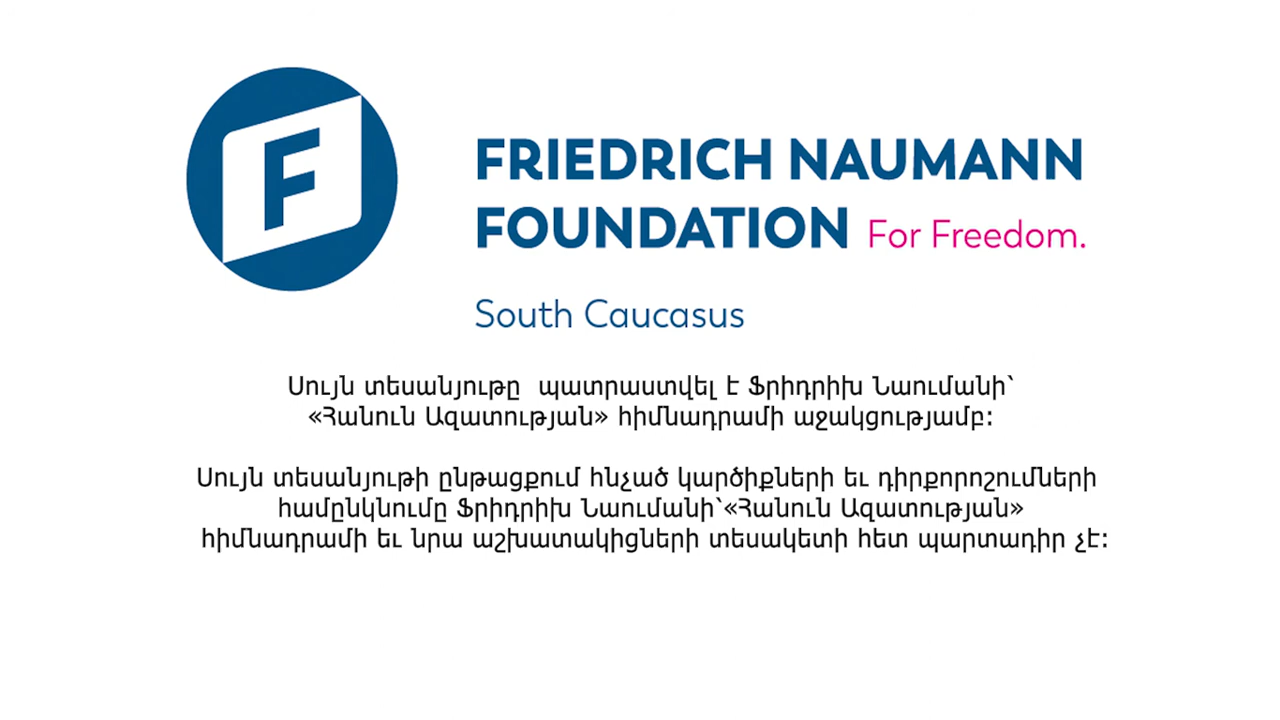 F
FRIEDRICH NAUMANN
FOUNDATION For Freedom.
South Caucasus
Սույն տեսանյութը  պատրաստվել է Ֆրիդրիխ Նաումանի՝
«Հանուն Ազատության» հիմնադրամի աջակցությամբ:
Սույն տեսանյութի ընթացքում հնչած կարծիքների եւ դիրքորոշումների
համընկնումը Ֆրիդրիխ Նաումանի՝«Հանուն Ազատության»
հիմնադրամի եւ նրա աշխատակիցների տեսակետի հետ պարտադիր չէ: